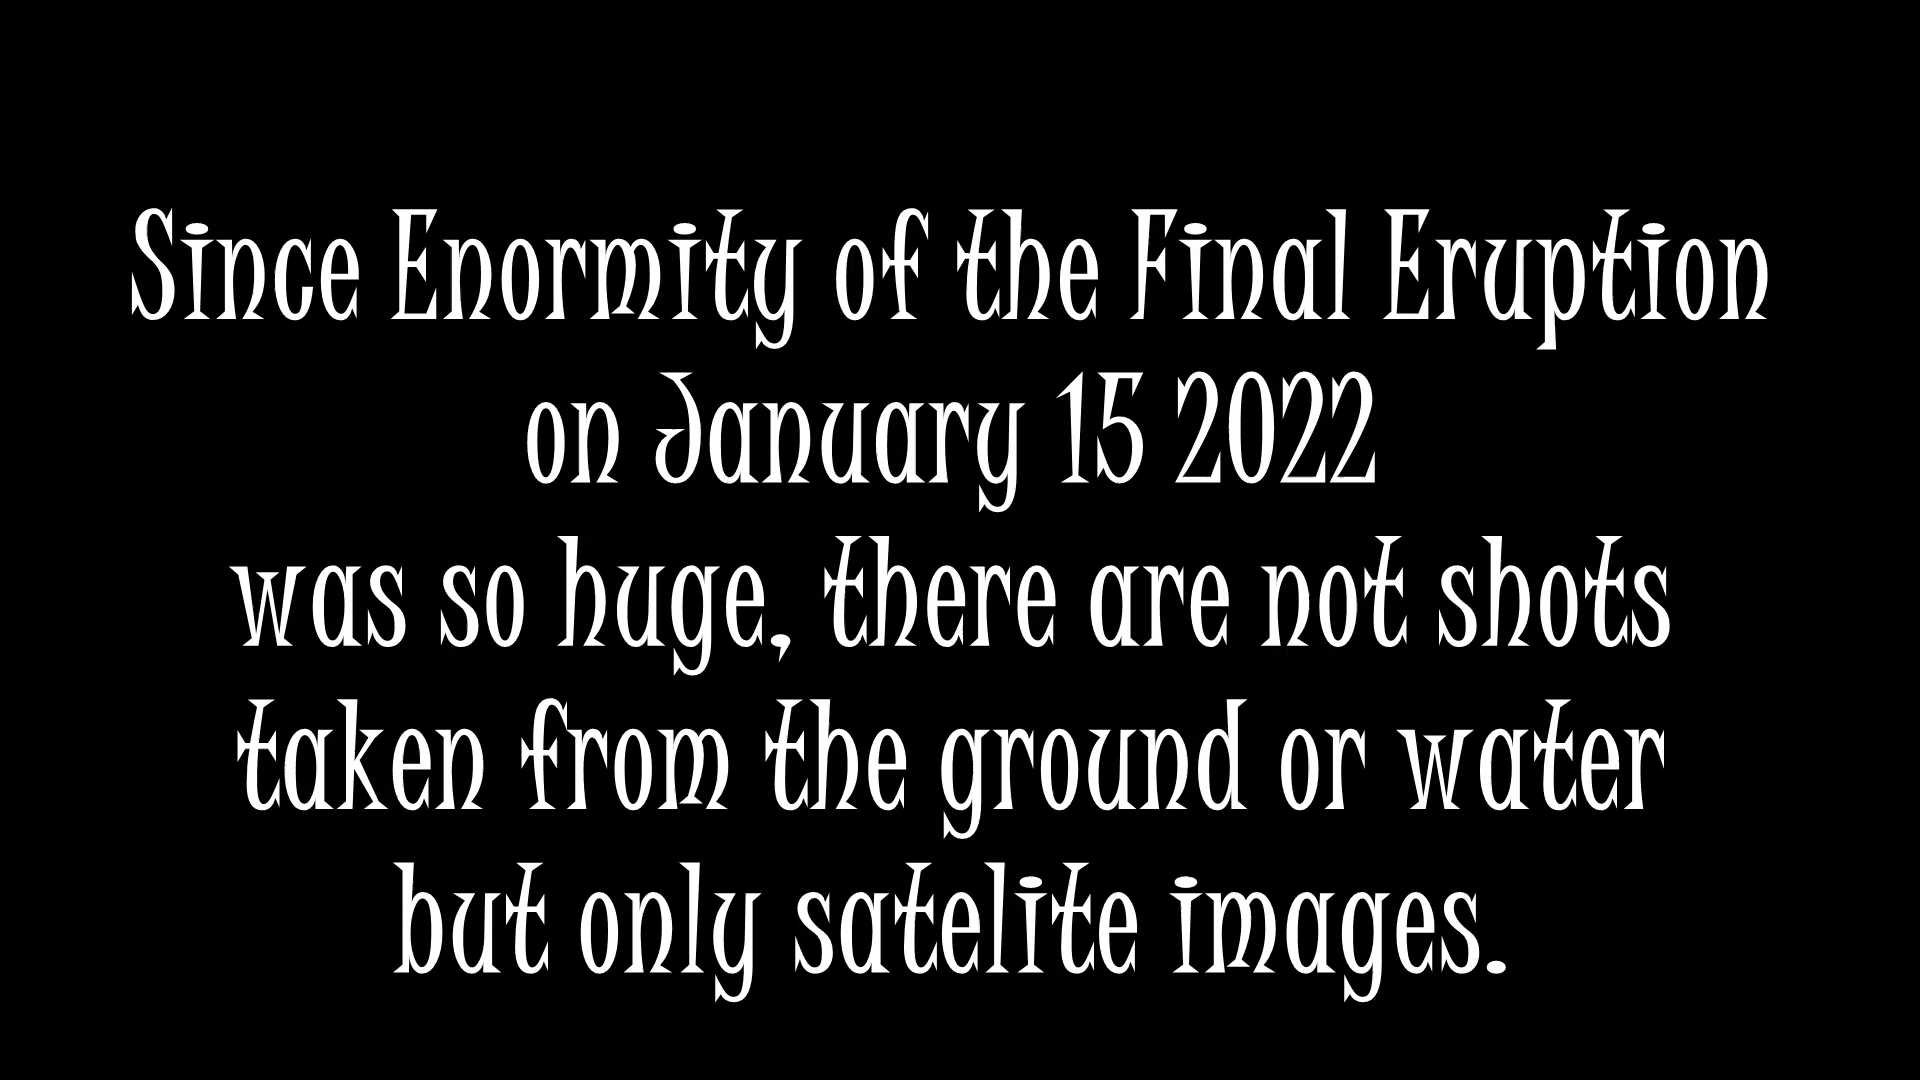 Since Enormity of the Final Eruption
on January 15 2022
was so huge, there are not shots
taken from the ground or water
but only satelite images.